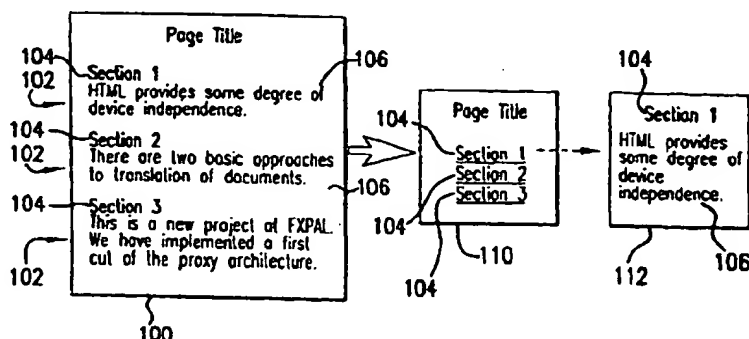 Page Title
104
Section 1
106
102
HTML provides some degree of
device independence.
104
Section 2
102
There are two basic approaches
to translation of documents.
106
104
Section 3
This is a new project at FXPAL.
We have implemented a first
cut of the proxy architecture.
102
100
Page Title
104
Section 1
Section 2
104
Section 3
104
110
104
Section 1
HTML provides
some degree of
device
independence.
112
106